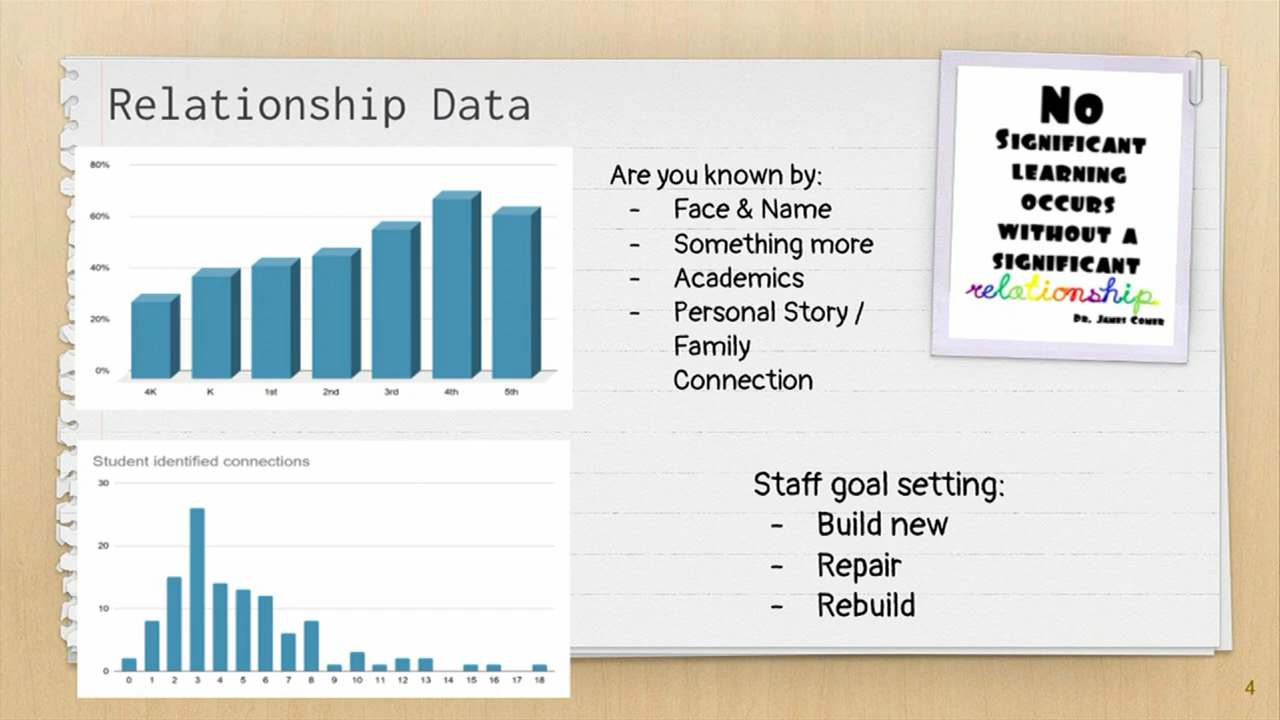 Relationship Data
80%
60%
40%
20%
0%
4K K 1st 2nd 3rd 4th 5th
Student identified connections
30
20
10
0
0 1 2 3 4 5 6 7 8 9 10 11 12 13 14 15 16 17 18
Are you known by:
- Face & Name
- Something more
- Academics
- Personal Story /
Family
Connection
No
Significant
learning
occurs
without a
significant
relationship.
Dr. James Comer
Staff goal setting:
- Build new
- Repair
- Rebuild
4